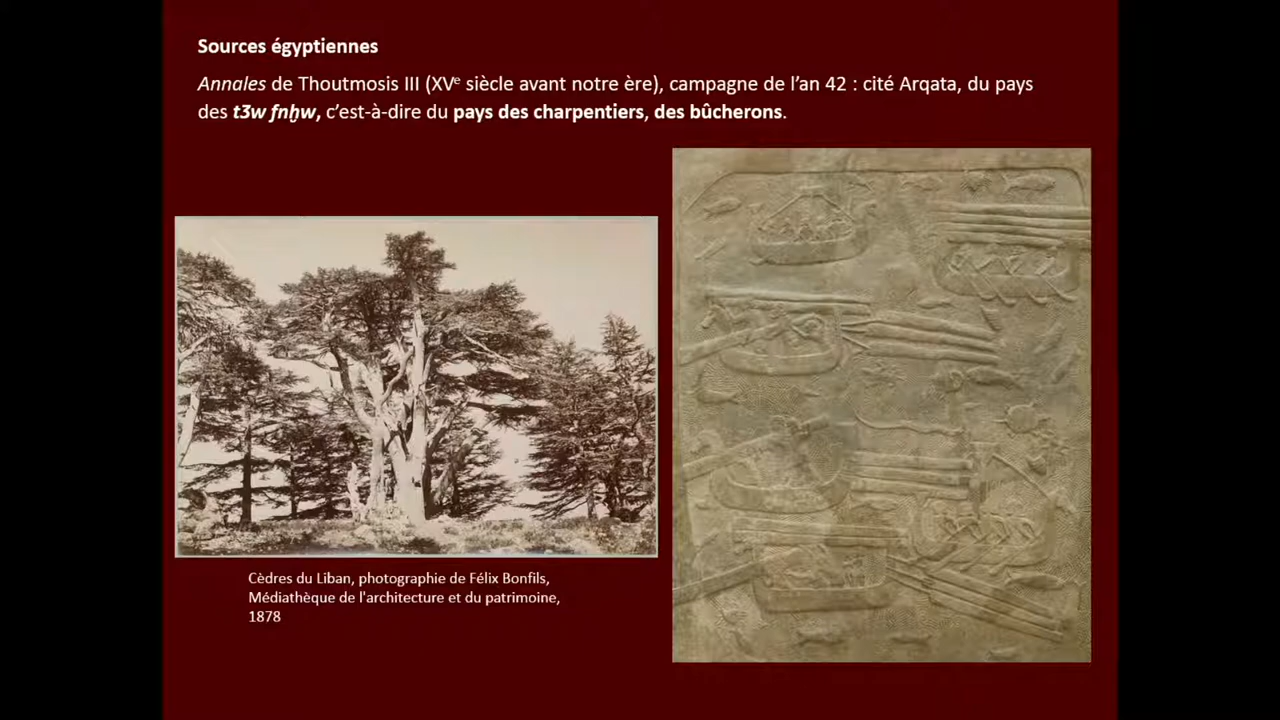 Sources égyptiennes
Annales de Thoutmosis III (XVᵉ siècle avant notre ère), campagne de l’an 42 : cité Arqata, du pays
des t3w fnḫw, c’est-à-dire du pays des charpentiers, des bûcherons.
Cèdres du Liban, photographie de Félix Bonfils,
Médiathèque de l'architecture et du patrimoine,
1878